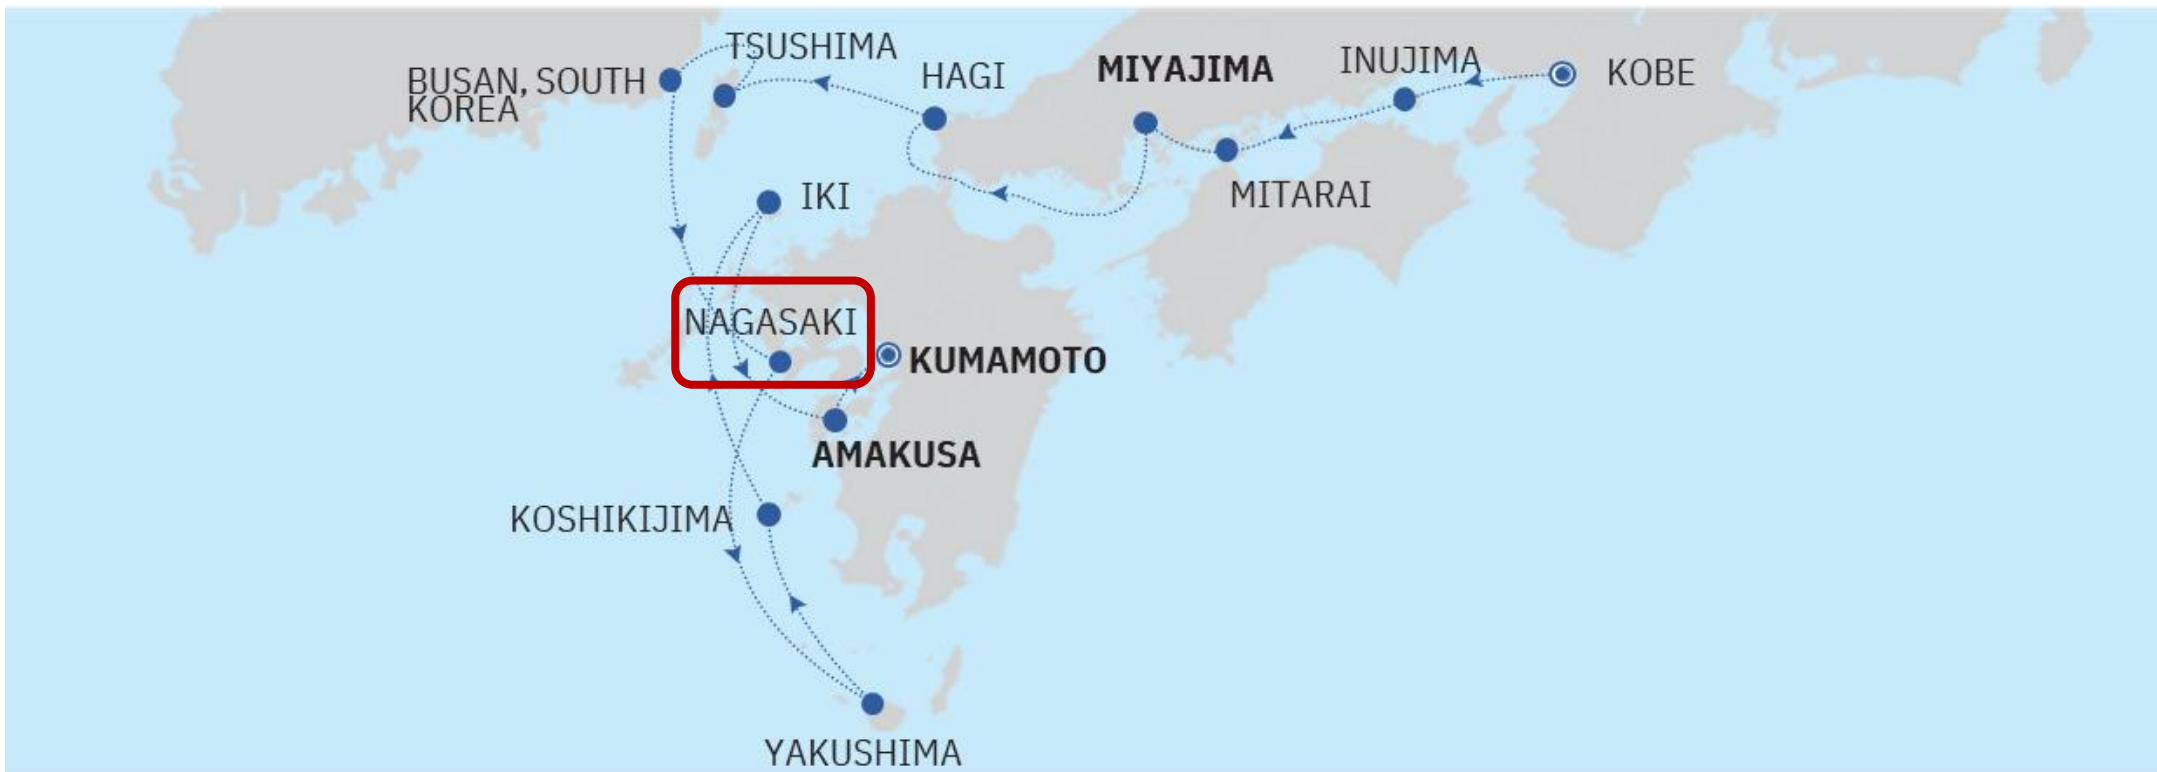 TSUSHIMA
BUSAN, SOUTH
KOREA
HAGI
MIYAJIMA
INUJIMA
KOBE
MITARAI
IKI
NAGASAKI
KUMAMOTO
AMAKUSA
KOSHIKIJIMA
YAKUSHIMA